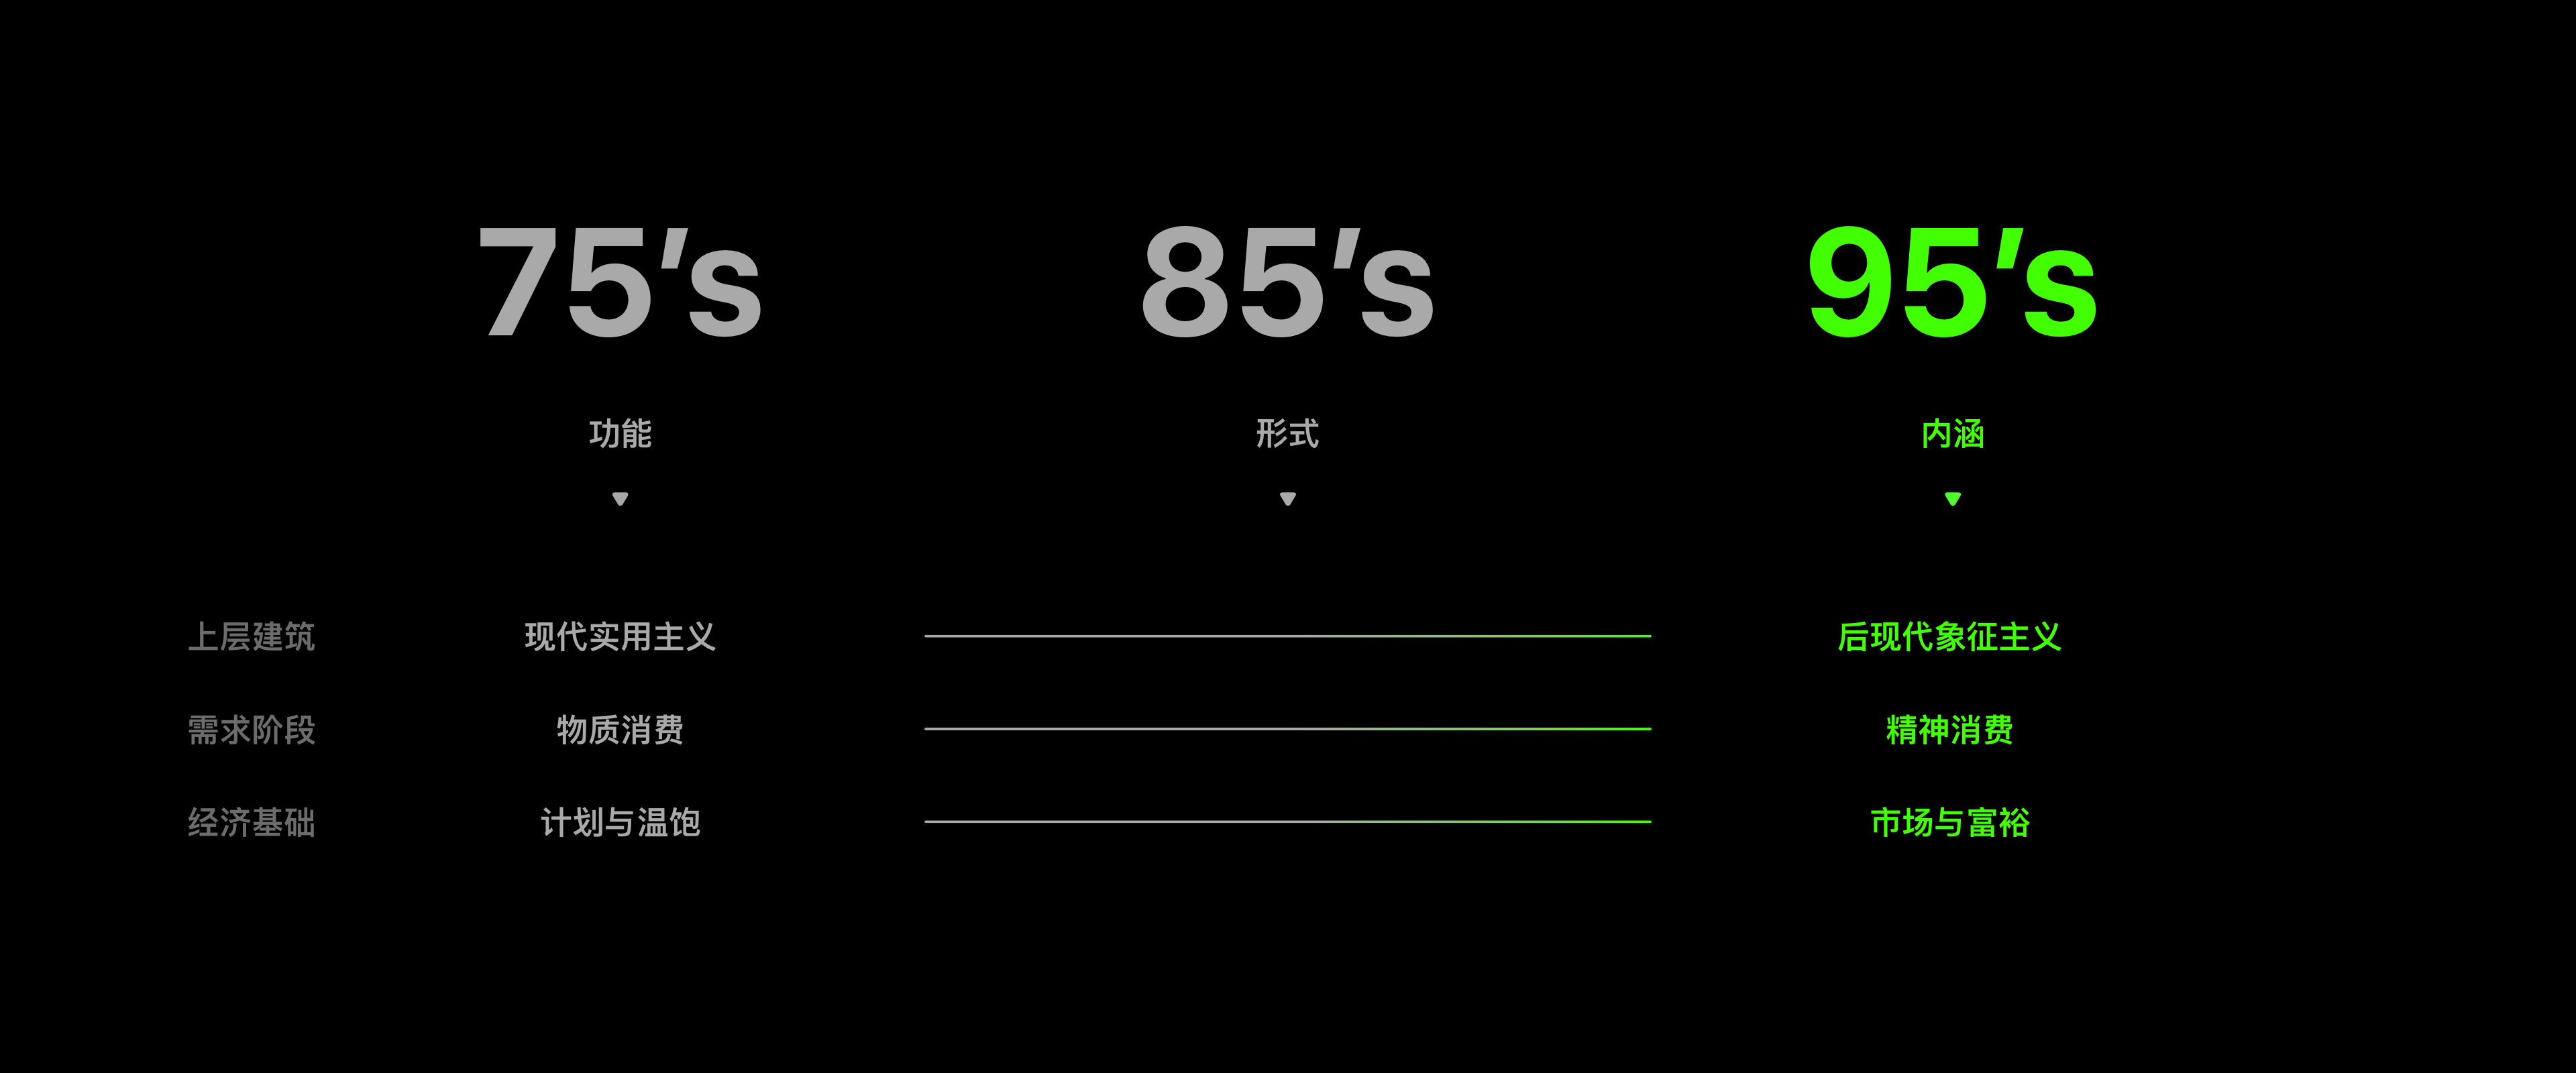 75’s
85’s
95’s
功能
形式
内涵
上层建筑
现代实用主义
后现代象征主义
需求阶段
物质消费
精神消费
经济基础
计划与温饱
市场与富裕